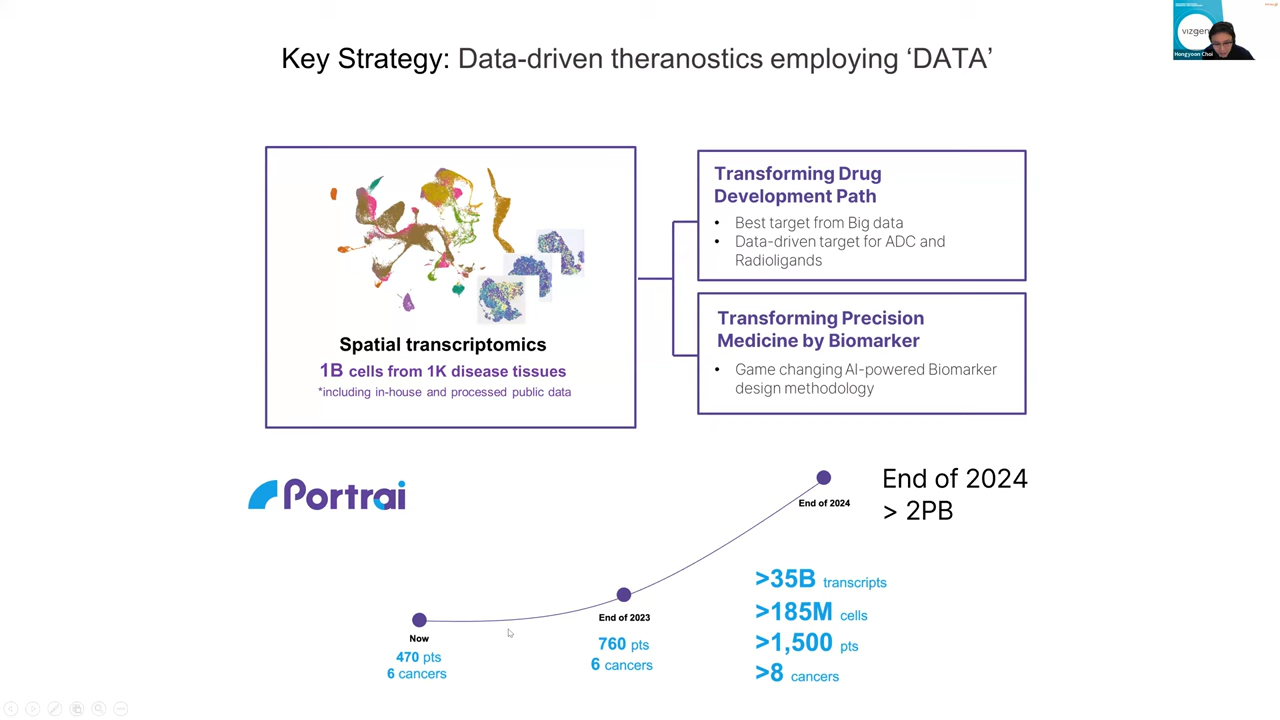 Key Strategy: Data-driven theranostics employing ‘DATA’
vizgen
Hongyoon Choi
Spatial transcriptomics
1B cells from 1K disease tissues
*including in-house and processed public data
Transforming Drug
Development Path
• Best target from Big data
• Data-driven target for ADC and
Radioligands
Transforming Precision
Medicine by Biomarker
• Game changing AI-powered Biomarker
design methodology
Portrai
Now
470 pts
6 cancers
End of 2023
760 pts
6 cancers
End of 2024
End of 2024
> 2PB
>35B transcripts
>185M cells
>1,500 pts
>8 cancers